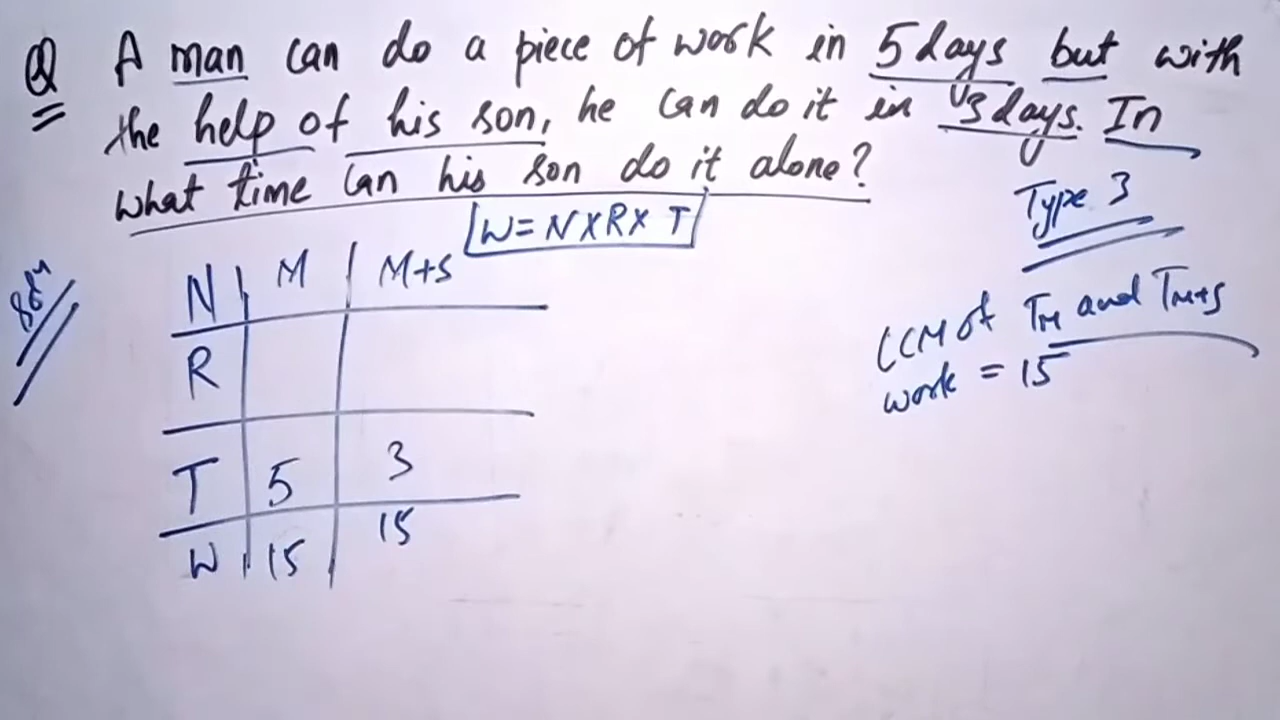 Q A man can do a piece of work in 5 days but with
the help of his son, he can do it in 3 days. In
what time can his son do it alone?
W = N X R X T
Type 3
N M M+S
R
T 5 3
W 15 15
LCM of TM and TM+S
work = 15